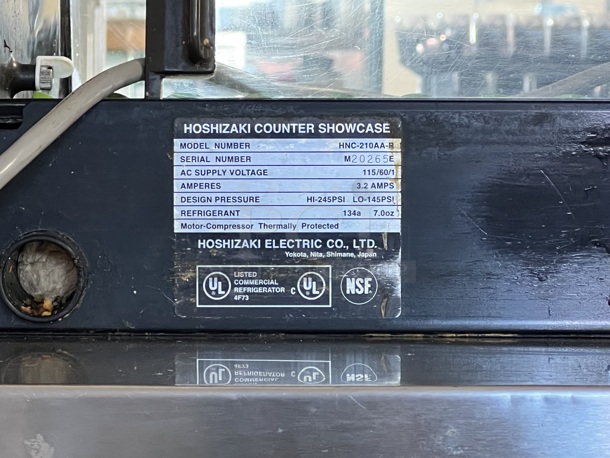 HOSHIZAKI COUNTER SHOWCASE
MODEL NUMBER HNC-210AA-R
SERIAL NUMBER M20265E
AC SUPPLY VOLTAGE 115/60/1
AMPERES 3.2 AMPS
DESIGN PRESSURE HI-245PSI LO-145PSI
REFRIGERANT 134a 7.0oz
Motor-Compressor Thermally Protected
HOSHIZAKI ELECTRIC CO., LTD.
Yokota, Nita, Shimane, Japan
UL LISTED COMMERCIAL REFRIGERATOR 4F73 C UL NSF